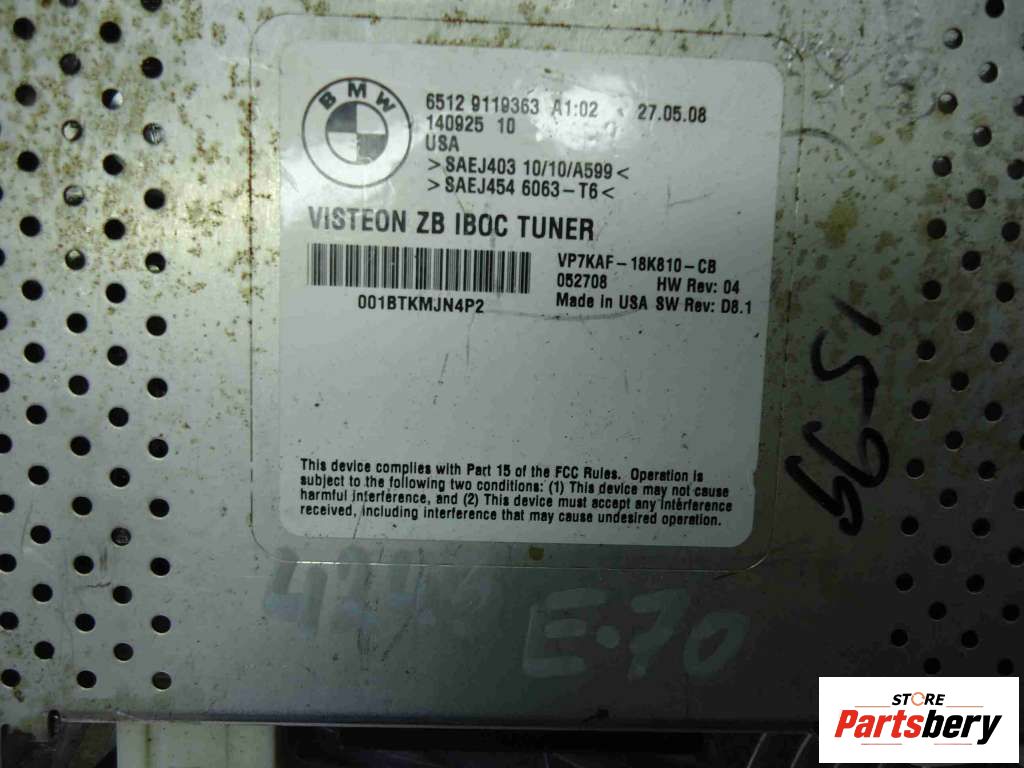 BMW
6512 9119363 A1:02 27.05.08
140925 10
USA
>SAEJ403 10/10/A599<
>SAEJ454 6063-T6<
VISTEON ZB IBOC TUNER
VP7KAF-18K810-CB
052708 HW Rev: 04
Made in USA SW Rev: D8.1
001BTKMJN4P2
This device complies with Part 15 of the FCC Rules. Operation is
subject to the following two conditions: (1) This device may not cause
harmful interference, and (2) This device must accept any interference
received, including interference that may cause undesired operation.
E-70
STORE
Partsbery